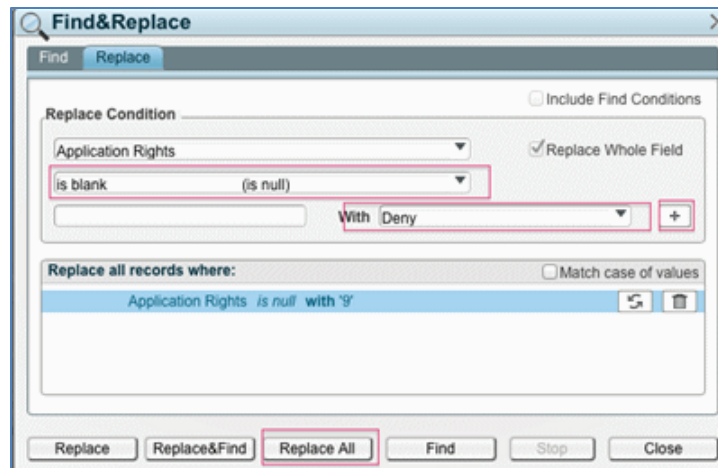 Find&Replace
Find Replace
Include Find Conditions
Replace Condition
Application Rights
Replace Whole Field
is blank (is null)
With Deny +
Replace all records where:
Match case of values
Application Rights is null with '9'
Replace Replace&Find Replace All Find Stop Close